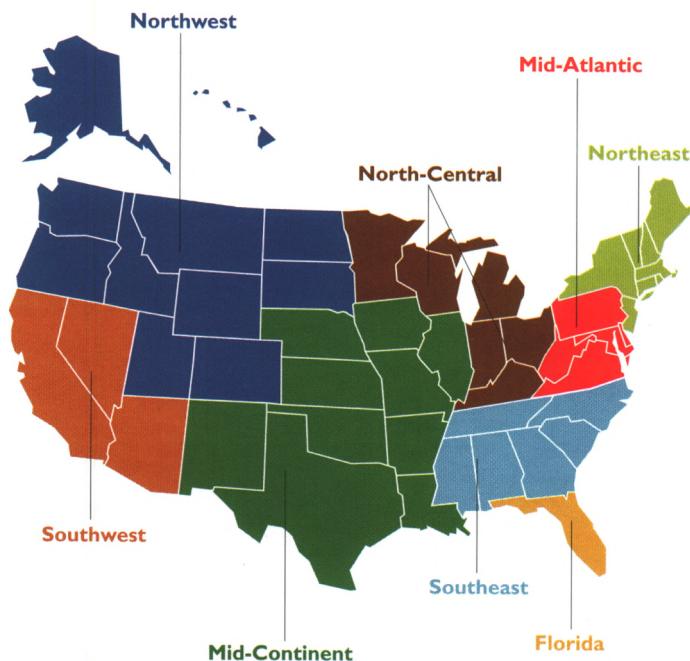 Northwest
Mid-Atlantic
Northeast
North-Central
Southwest
Southeast
Florida
Mid-Continent